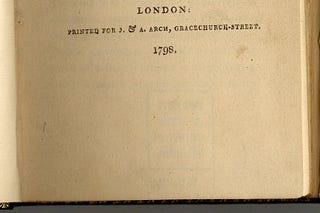 LONDON:
PRINTED FOR J. & A. ARCH, GRACECHURCH-STREET.
1798.